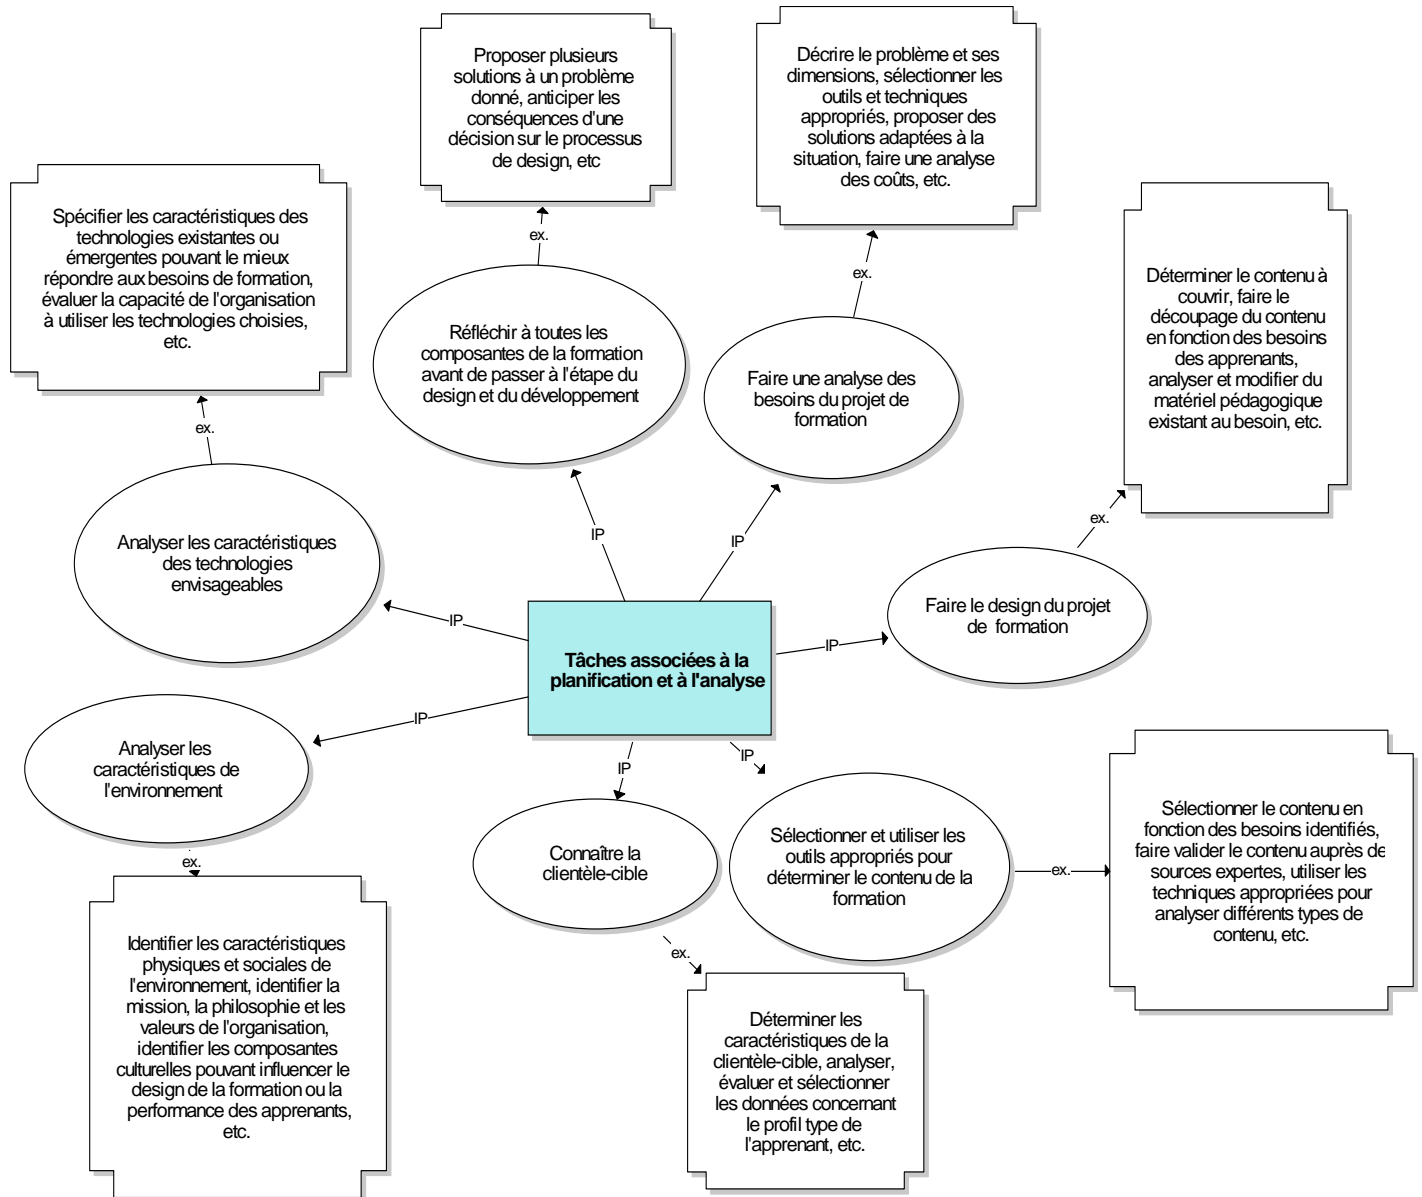 Proposer plusieurs
solutions à un problème
donné, anticiper les
conséquences d'une
décision sur le processus
de design, etc
Décrire le problème et ses
dimensions, sélectionner les
outils et techniques
appropriés, proposer des
solutions adaptées à la
situation, faire une analyse
des coûts, etc.
Spécifier les caractéristiques des
technologies existantes ou
émergentes pouvant le mieux
répondre aux besoins de formation,
évaluer la capacité de l'organisation
à utiliser les technologies choisies,
etc.
Déterminer le contenu à
couvrir, faire le
découpage du contenu
en fonction des besoins
des apprenants,
analyser et modifier du
matériel pédagogique
existant au besoin, etc.
ex.
ex.
ex.
ex.
Réfléchir à toutes les
composantes de la formation
avant de passer à l'étape du
design et du développement
Faire une analyse des
besoins du projet de
formation
Analyser les caractéristiques
des technologies
envisageables
Faire le design du projet
de formation
IP
IP
IP
IP
Tâches associées à la
planification et à l'analyse
IP
IP
IP
Analyser les
caractéristiques de
l'environnement
Connaître la
clientèle-cible
Sélectionner et utiliser les
outils appropriés pour
déterminer le contenu de la
formation
ex.
ex.
ex.
Sélectionner le contenu en
fonction des besoins identifiés,
faire valider le contenu auprès de
sources expertes, utiliser les
techniques appropriées pour
analyser différents types de
contenu, etc.
Identifier les caractéristiques
physiques et sociales de
l'environnement, identifier la
mission, la philosophie et les
valeurs de l'organisation,
identifier les composantes
culturelles pouvant influencer le
design de la formation ou la
performance des apprenants,
etc.
Déterminer les
caractéristiques de la
clientèle-cible, analyser,
évaluer et sélectionner
les données concernant
le profil type de
l'apprenant, etc.